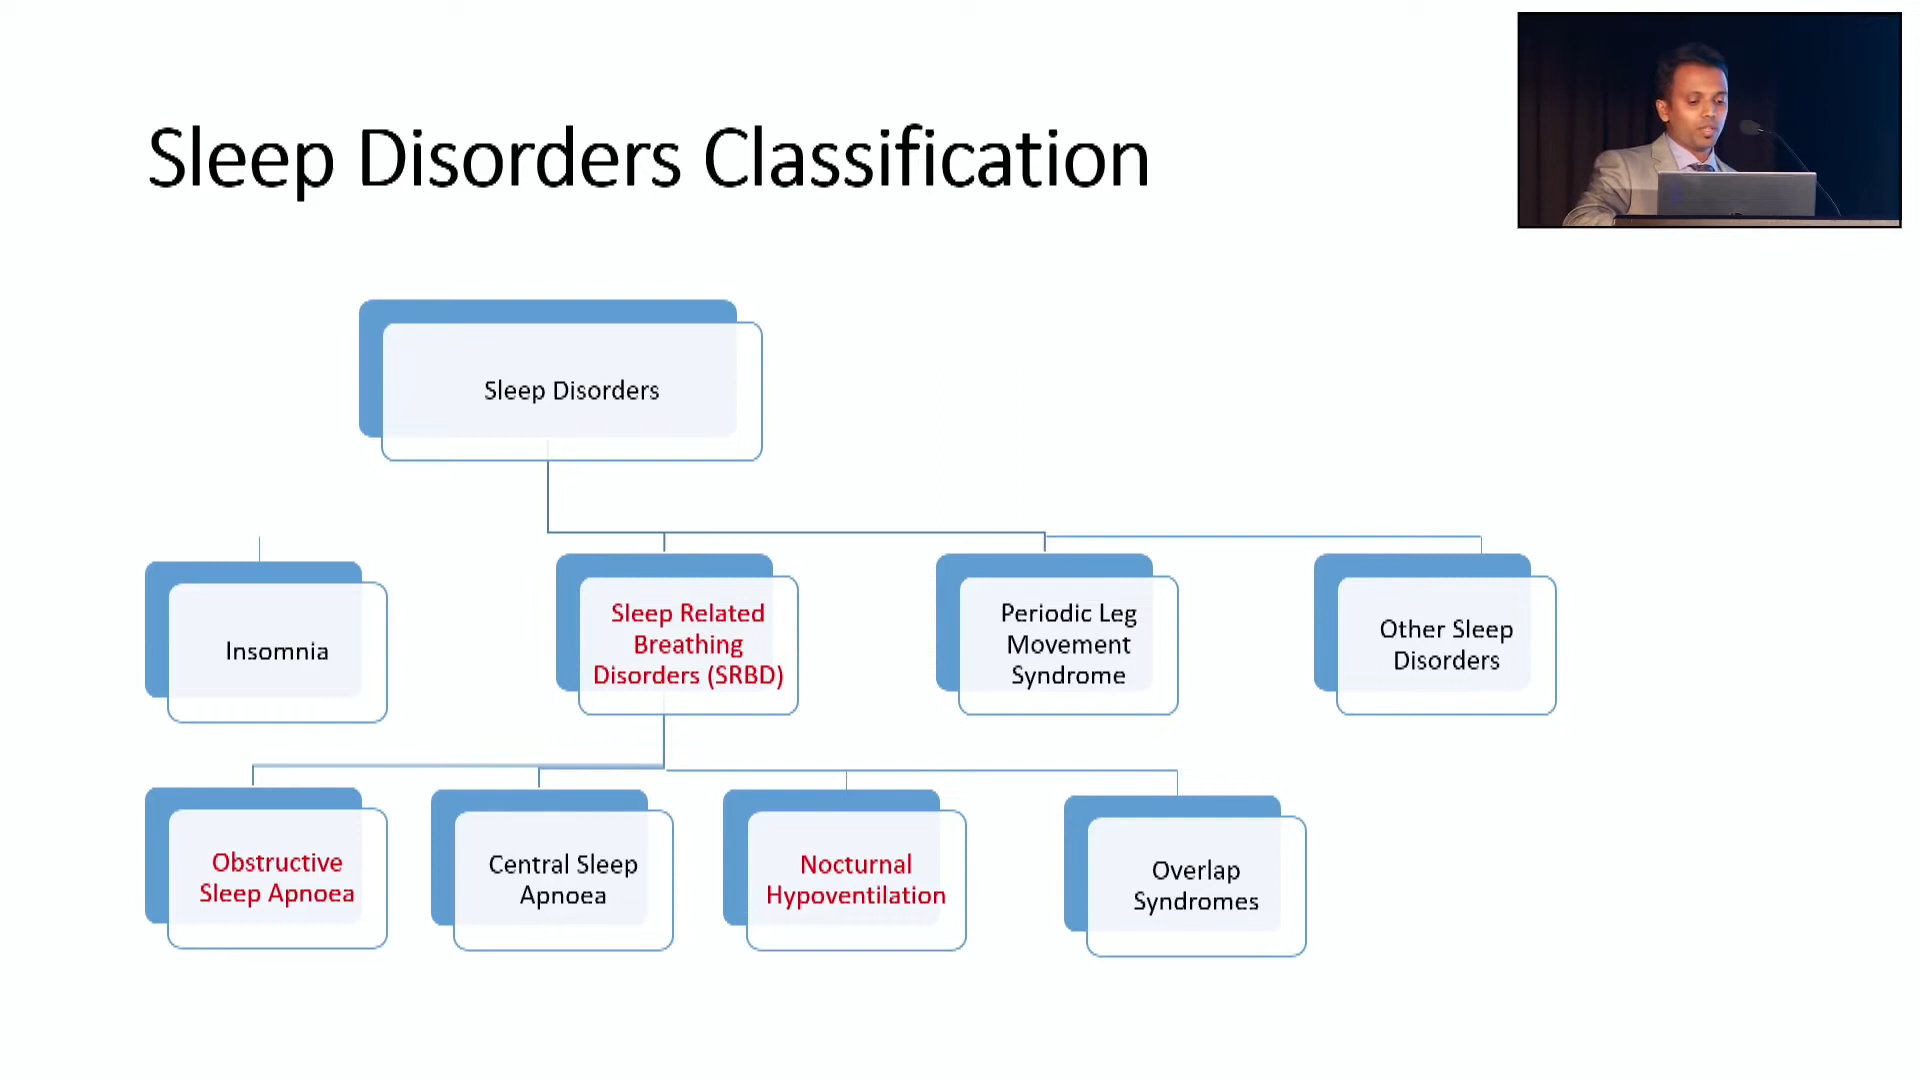 Sleep Disorders Classification
Sleep Disorders
Insomnia
Sleep Related
Breathing
Disorders (SRBD)
Periodic Leg
Movement
Syndrome
Other Sleep
Disorders
Obstructive
Sleep Apnoea
Central Sleep
Apnoea
Nocturnal
Hypoventilation
Overlap
Syndromes